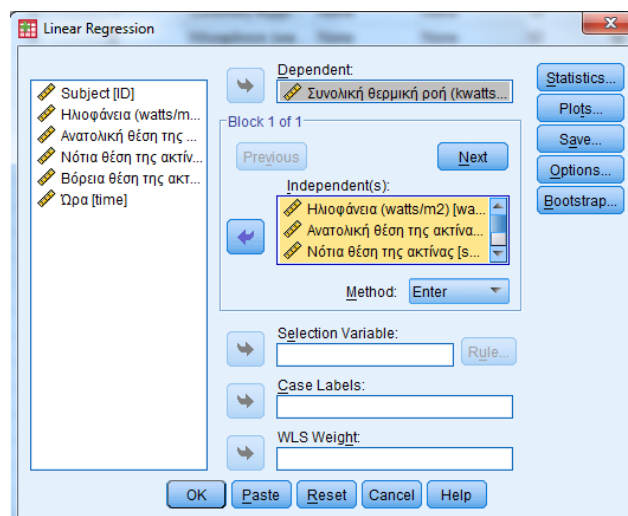 Linear Regression
Subject [ID]
Ηλιοφάνεια (watts/m...
Ανατολική θέση της ...
Νότια θέση της ακτίν...
Βόρεια θέση της ακτ...
Ώρα [time]
Dependent:
Συνολική θερμική ροή (kwatts...
Block 1 of 1
Previous
Next
Independent(s):
Ηλιοφάνεια (watts/m2) [wa...
Ανατολική θέση της ακτίνα...
Νότια θέση της ακτίνας [s...
Method:
Enter
Selection Variable:
Rule...
Case Labels:
WLS Weight:
Statistics...
Plots...
Save...
Options...
Bootstrap...
OK
Paste
Reset
Cancel
Help